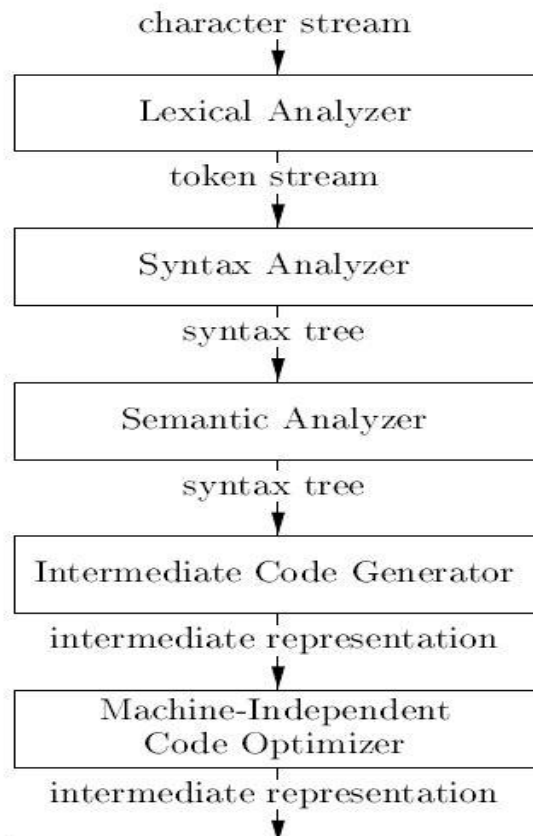 character stream
Lexical Analyzer
token stream
Syntax Analyzer
syntax tree
Semantic Analyzer
syntax tree
Intermediate Code Generator
intermediate representation
Machine-Independent
Code Optimizer
intermediate representation